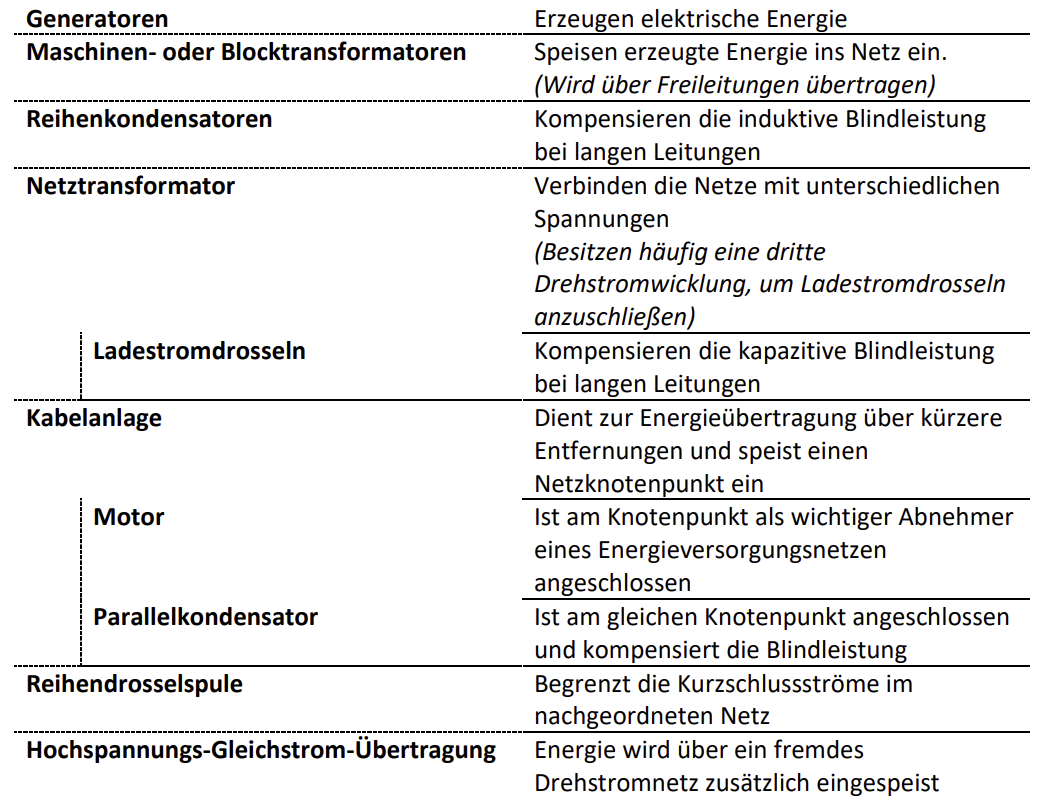 Generatoren Erzeugen elektrische Energie
Maschinen- oder Blocktransformatoren Speisen erzeugte Energie ins Netz ein.
(Wird über Freileitungen übertragen)
Reihenkondensatoren Kompensieren die induktive Blindleistung
bei langen Leitungen
Netztransformator Verbinden die Netze mit unterschiedlichen
Spannungen
(Besitzen häufig eine dritte
Drehstromwicklung, um Ladestromdrosseln
anzuschließen)
Ladestromdrosseln Kompensieren die kapazitive Blindleistung
bei langen Leitungen
Kabelanlage Dient zur Energieübertragung über kürzere
Entfernungen und speist einen
Netzknotenpunkt ein
Motor Ist am Knotenpunkt als wichtiger Abnehmer
eines Energieversorgungsnetzen
angeschlossen
Parallelkondensator Ist am gleichen Knotenpunkt angeschlossen
und kompensiert die Blindleistung
Reihendrosselspule Begrenzt die Kurzschlussströme im
nachgeordneten Netz
Hochspannungs-Gleichstrom-Übertragung Energie wird über ein fremdes
Drehstromnetz zusätzlich eingespeist